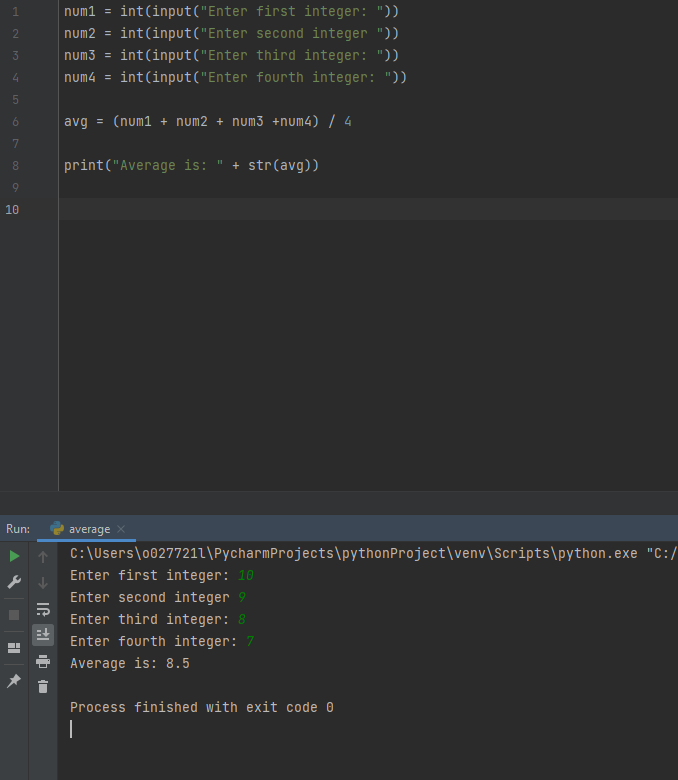 1 num1 = int(input("Enter first integer: "))
2 num2 = int(input("Enter second integer "))
3 num3 = int(input("Enter third integer: "))
4 num4 = int(input("Enter fourth integer: "))
5
6 avg = (num1 + num2 + num3 +num4) / 4
7
8 print("Average is: " + str(avg))
9
10
Run: average
C:\Users\o027721l\PycharmProjects\pythonProject\venv\Scripts\python.exe "C:/
Enter first integer: 10
Enter second integer 9
Enter third integer: 8
Enter fourth integer: 7
Average is: 8.5
Process finished with exit code 0